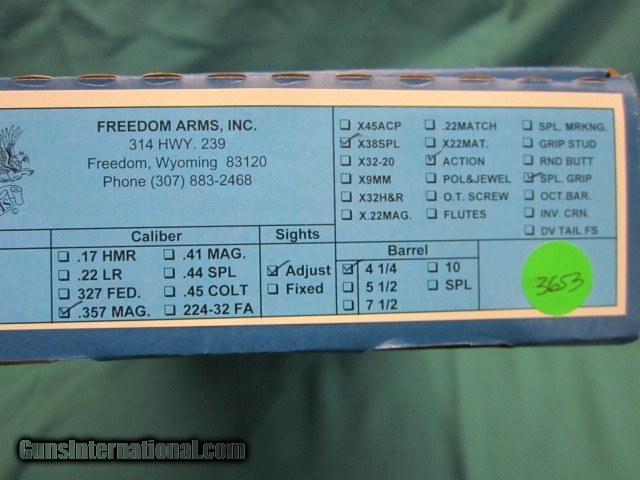 FREEDOM ARMS, INC.
314 HWY. 239
Freedom, Wyoming 83120
Phone (307) 883-2468
X45ACP .22MATCH SPL. MRKNG.
X38SPL X22MAT. GRIP STUD
X32-20 ACTION RND BUTT
X9MM POL&JEWEL SPL. GRIP
X32H&R O.T. SCREW OCT.BAR.
X.22MAG. FLUTES INV. CRN.
DV TAIL FS
Caliber Sights Barrel
.17 HMR .41 MAG. Adjust 4 1/4 10
.22 LR .44 SPL Fixed 5 1/2 SPL
327 FED. .45 COLT 7 1/2
.357 MAG. 224-32 FA
3653
GunsInternational.com